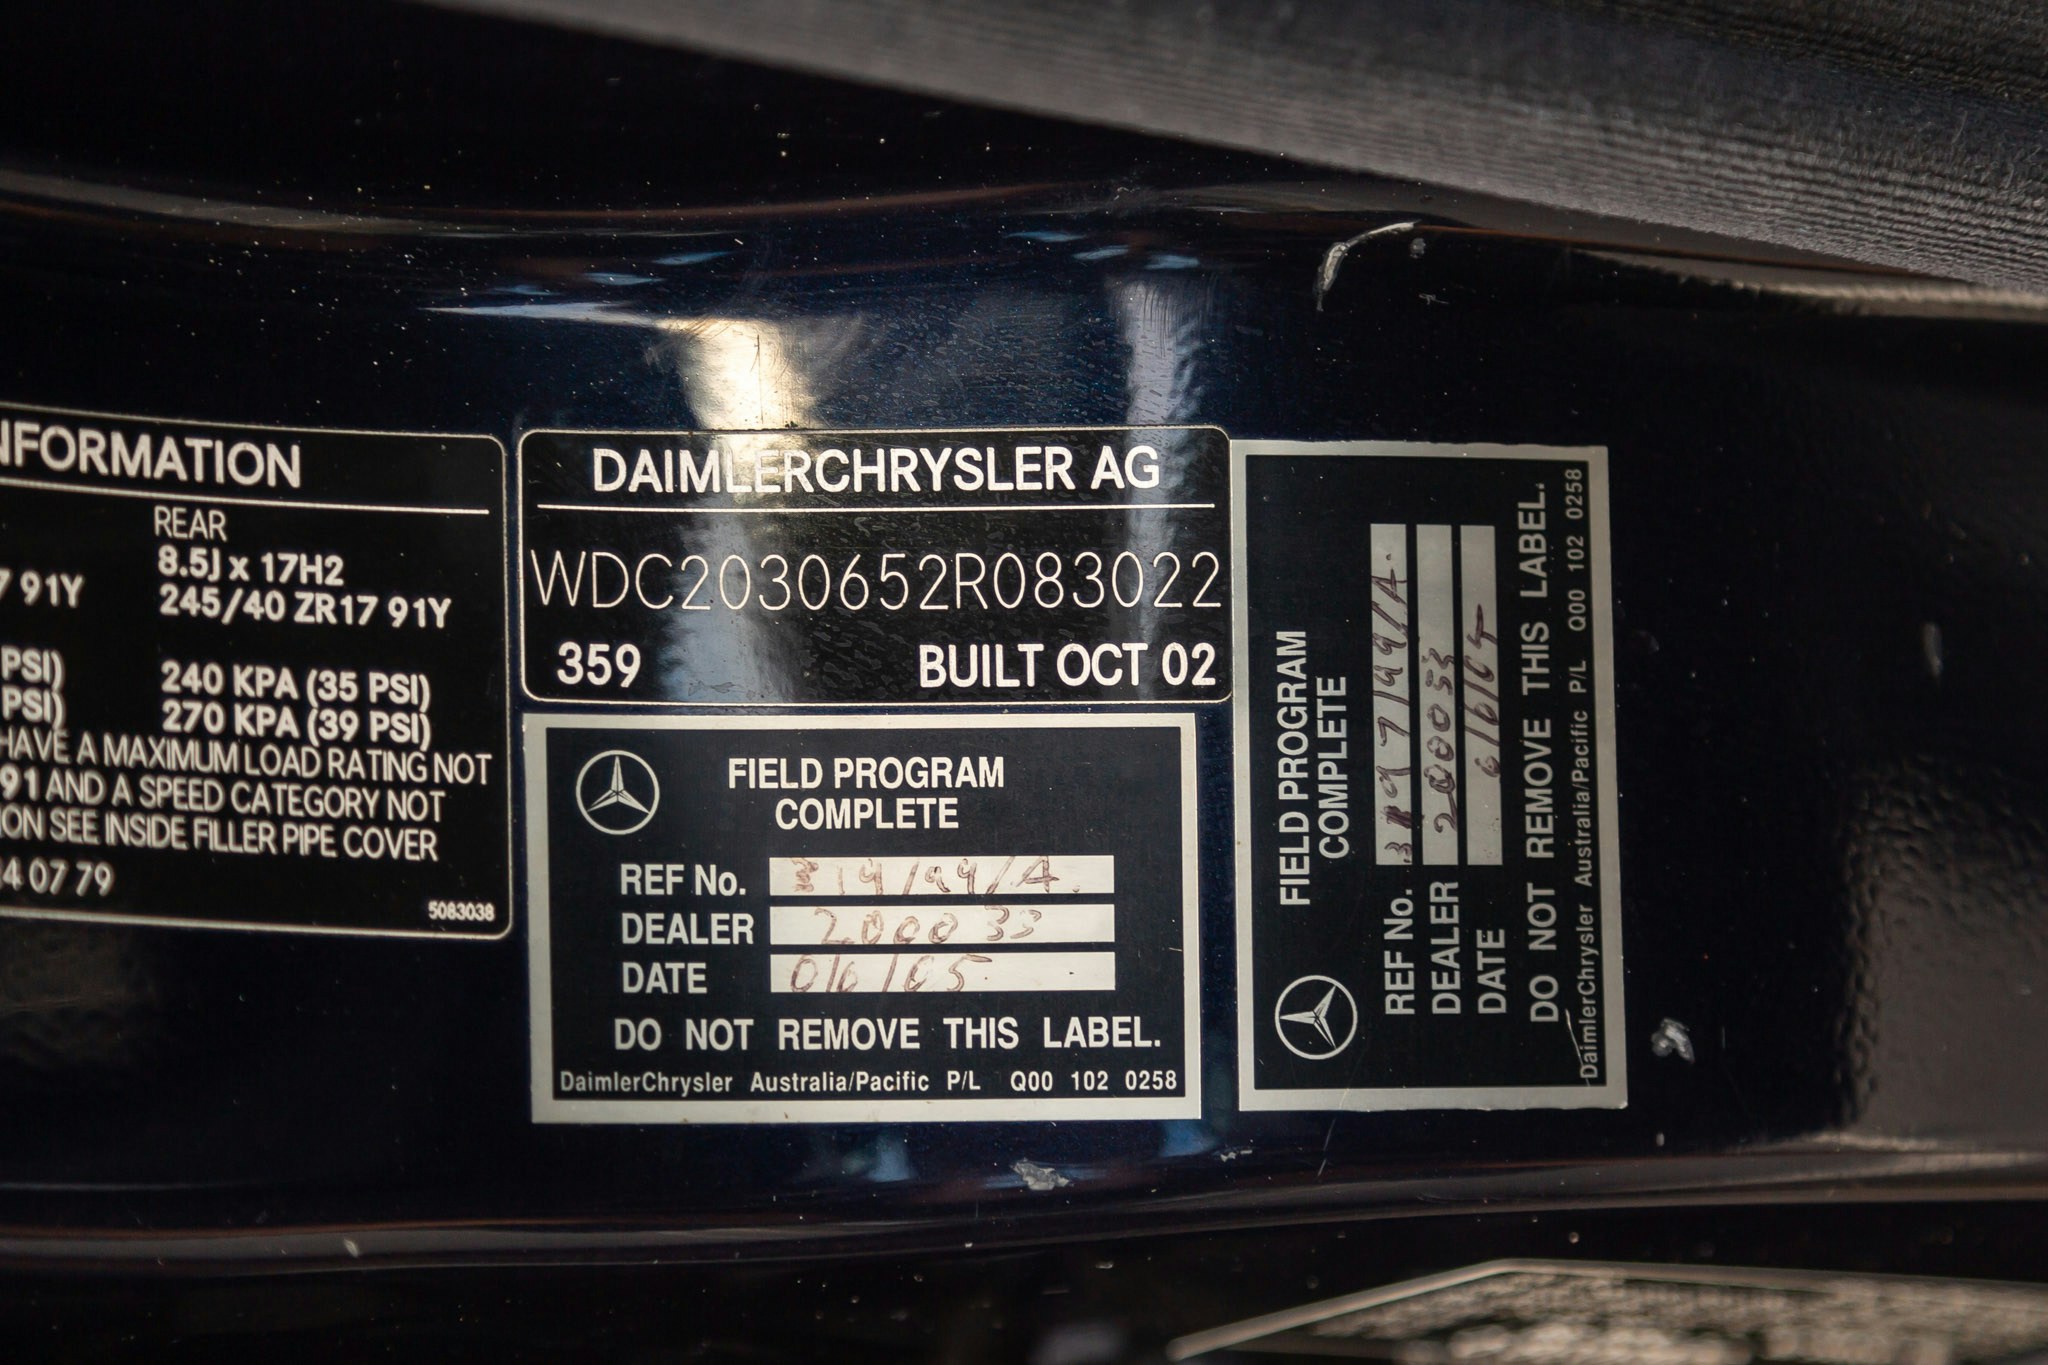 NFORMATION
REAR
8.5J x 17H2
7 91Y 245/40 ZR17 91Y
PSI) 240 KPA (35 PSI)
PSI) 270 KPA (39 PSI)
HAVE A MAXIMUM LOAD RATING NOT
91 AND A SPEED CATEGORY NOT
ION SEE INSIDE FILLER PIPE COVER
24 07 79
5083038
DAIMLERCHRYSLER AG
WDC2030652R083022
359 BUILT OCT 02
FIELD PROGRAM
COMPLETE
REF No.
DEALER 200033
DATE
DO NOT REMOVE THIS LABEL.
DaimlerChrysler Australia/Pacific P/L Q00 102 0258
FIELD PROGRAM
COMPLETE
REF No.
DEALER 200033
DATE
DO NOT REMOVE THIS LABEL.
DaimlerChrysler Australia/Pacific P/L Q00 102 0258